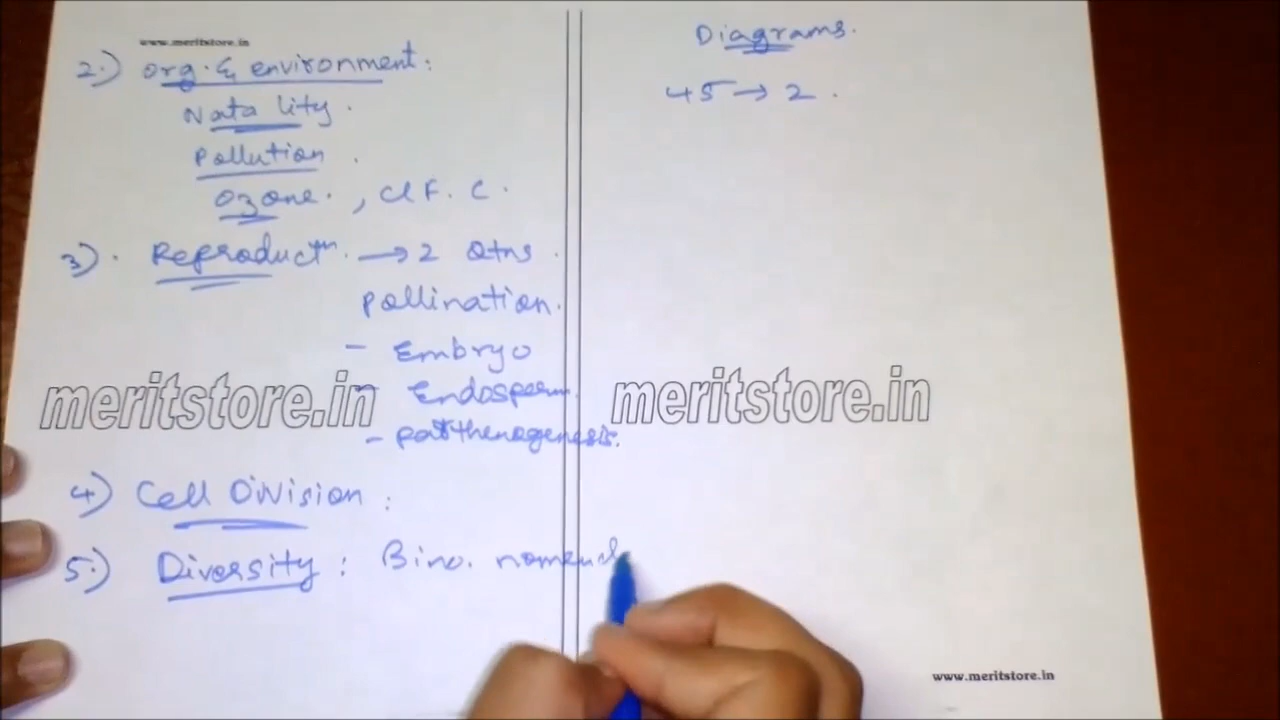 www.meritstore.in
2.) Org. & environment:
Natality.
Pollution.
Ozone. , Cl F. C.
3). Reproductn. → 2 Qtns.
Pollination.
- Embryo
- Endosperm.
- Parthenogenesis.
meritstore.in
4) Cell Division:
5.) Diversity: Bino. nomencl
Diagrams.
45 → 2.
meritstore.in
www.meritstore.in